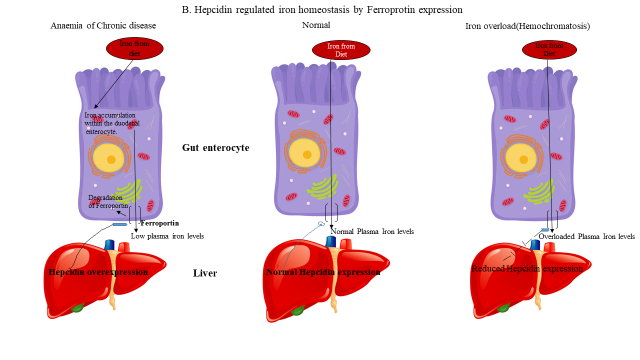 B. Hepcidin regulated iron homeostasis by Ferroprotin expression
Anaemia of Chronic disease
Normal
Iron overload(Hemochromatosis)
Iron from
diet
Iron from
Diet
Iron from
Diet
Iron accumulation
within the duodenal
enterocyte.
Gut enterocyte
Degradation
of Ferroportin
Ferroportin
Low plasma iron levels
Normal Plasma Iron levels
Overloaded Plasma Iron levels
Hepcidin overexpression
Liver
Normal Hepcidin expression
Reduced Hepcidin expression